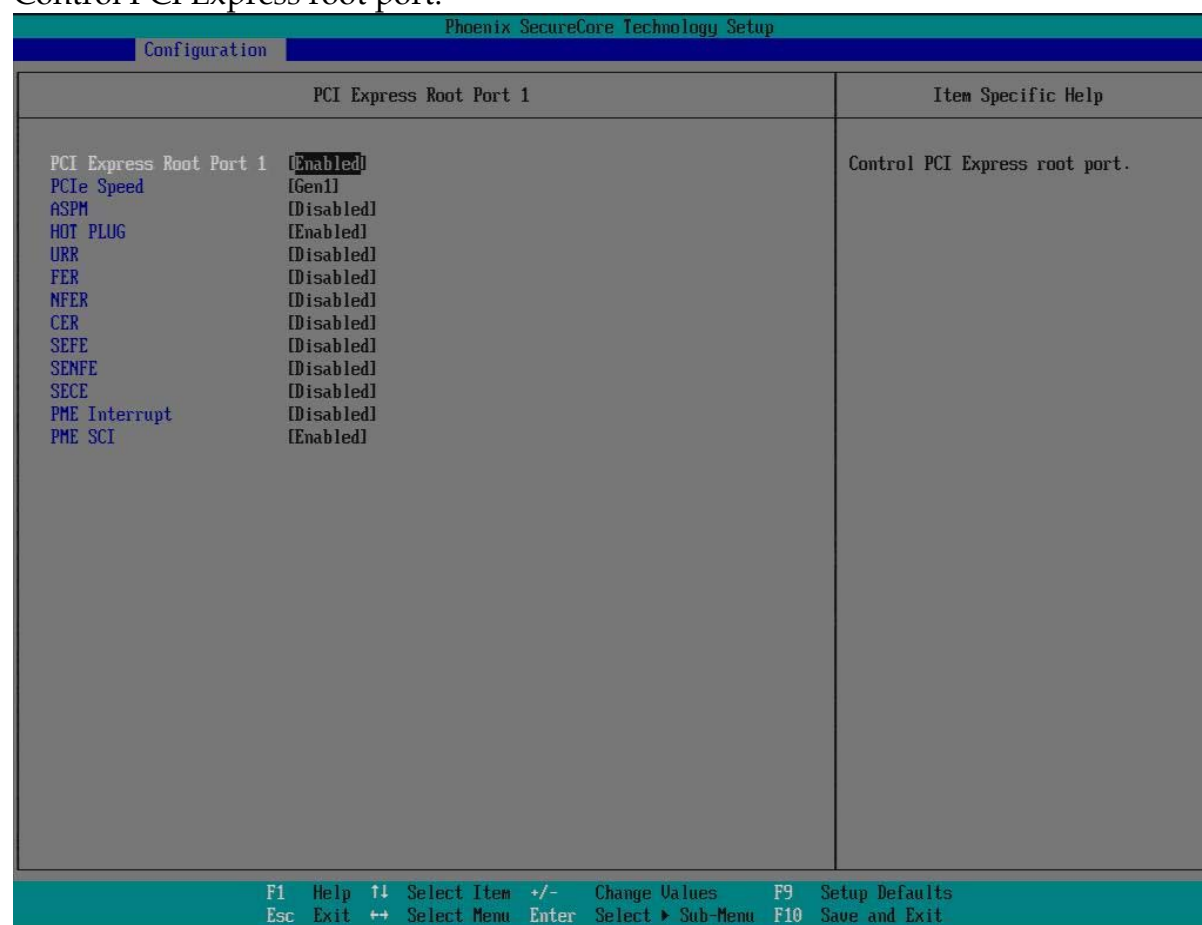 Control PCI Express root port.
Phoenix SecureCore Technology Setup
Configuration
PCI Express Root Port 1
Item Specific Help
PCI Express Root Port 1 [Enabled]
Control PCI Express root port.
PCIe Speed [Gen1]
ASPM [Disabled]
HOT PLUG [Enabled]
URR [Disabled]
FER [Disabled]
NFER [Disabled]
CER [Disabled]
SEFE [Disabled]
SENFE [Disabled]
SECE [Disabled]
PME Interrupt [Disabled]
PME SCI [Enabled]
F1 Help ↑↓ Select Item +/- Change Values F9 Setup Defaults
Esc Exit ↔ Select Menu Enter Select ▶ Sub-Menu F10 Save and Exit